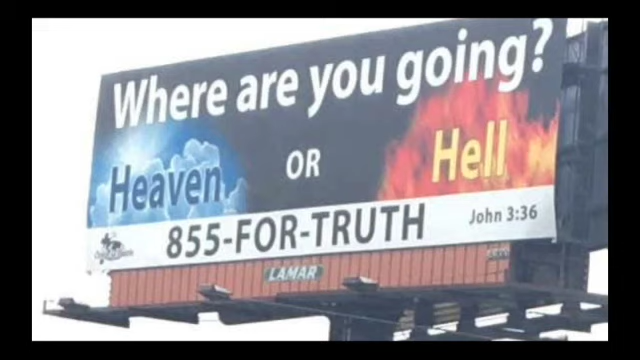 Where are you going?
Heaven OR Hell
855-FOR-TRUTH John 3:36
LAMAR